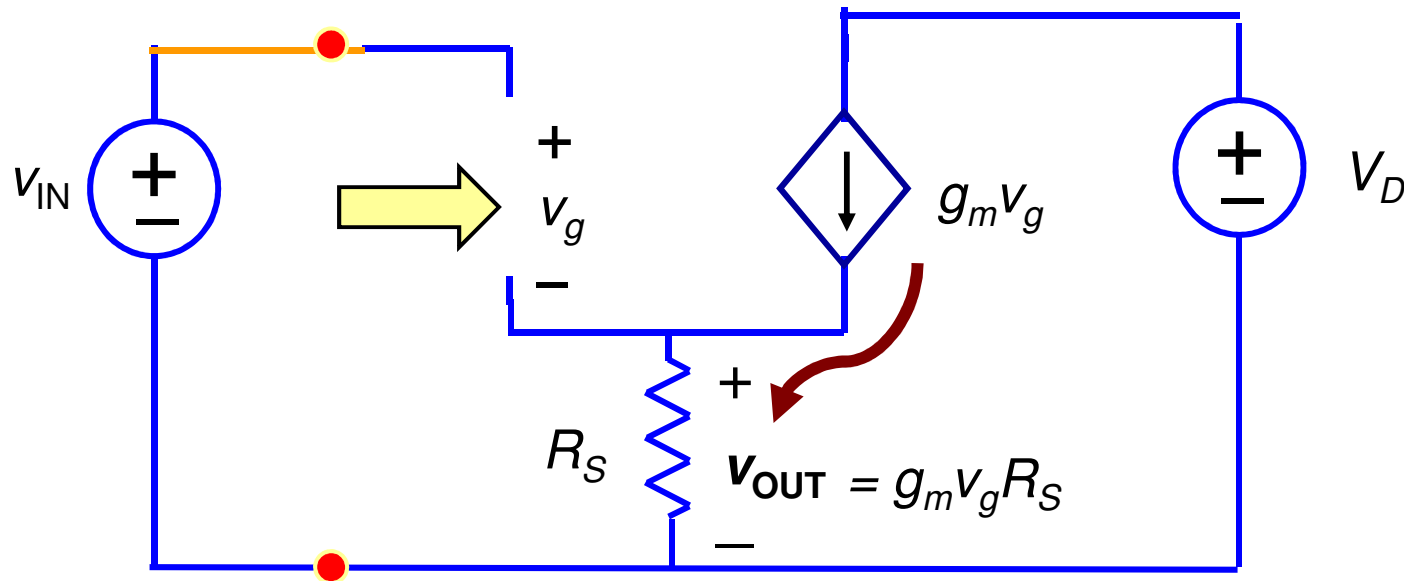 v_IN
+
−
+
v_g
−
g_m v_g
+
−
V_D
R_S
+
v_OUT = g_m v_g R_S
−